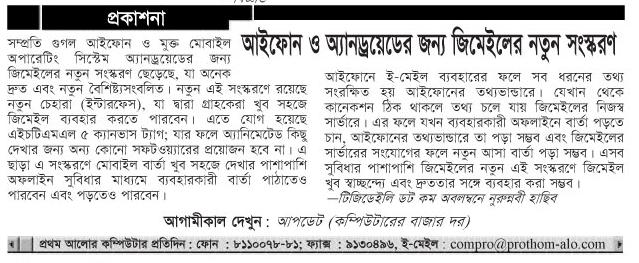 প্রকাশনা
আইফোন ও অ্যানড্রয়েডের জন্য জিমেইলের নতুন সংস্করণ
সম্প্রতি গুগল আইফোন ও মুক্ত মোবাইল
অপারেটিং সিস্টেম অ্যানড্রয়েডের জন্য
জিমেইলের নতুন সংস্করণ ছেড়েছে, যা অনেক
দ্রুত এবং নতুন বৈশিষ্ট্যসংবলিত। নতুন এই সংস্করণে রয়েছে
নতুন চেহারা (ইন্টারফেস), যা দ্বারা গ্রাহকেরা খুব সহজে
জিমেইল ব্যবহার করতে পারবেন। এতে যোগ হয়েছে
এইচটিএমএল ৫ ক্যানভাস ট্যাগ; যার ফলে অ্যানিমেটেড কিছু
দেখার জন্য অন্য কোনো সফটওয়্যারের প্রয়োজন হবে না। এ
ছাড়া এ সংস্করণে মোবাইল বার্তা খুব সহজে দেখার পাশাপাশি
অফলাইন সুবিধার মাধ্যমে ব্যবহারকারী বার্তা পাঠাতেও
পারবেন এবং পড়তেও পারবেন।
আইফোনে ই-মেইল ব্যবহারের ফলে সব ধরনের তথ্য
সংরক্ষিত হয় আইফোনের তথ্যভান্ডারে। যেখান থেকে
কানেকশন ঠিক থাকলে তথ্য চলে যায় জিমেইলের নিজস্ব
সার্ভারে। এর ফলে যখন ব্যবহারকারী অফলাইনে বার্তা পড়তে
চান, আইফোনের তথ্যভান্ডারে তা পড়া সম্ভব এবং জিমেইলের
সার্ভারের সংযোগের ফলে নতুন আসা বার্তা পড়া সম্ভব। এসব
সুবিধার পাশাপাশি জিমেইলের নতুন এই সংস্করণে জিমেইল
খুব স্বাচ্ছন্দ্যে এবং দ্রুততার সঙ্গে ব্যবহার করা সম্ভব।
—টিজিডেইলি ডট কম অবলম্বনে নুরুন্নবী হাছিব
আগামীকাল দেখুন : আপডেট (কম্পিউটারের বাজার দর)
প্রথম আলোর কম্পিউটার প্রতিদিন : ফোন : ৮১১০০৭৮-৮১; ফ্যাক্স : ৯১৩০৪৯৬, ই-মেইল : compro@prothom-alo.com